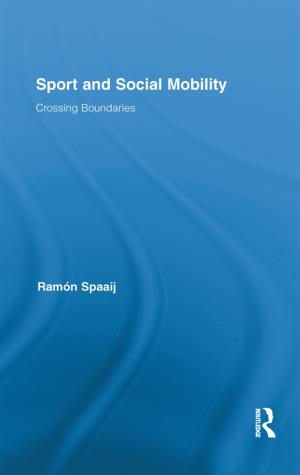 Sport and Social Mobility
Crossing Boundaries
Ramón Spaaij
ROUTLEDGE